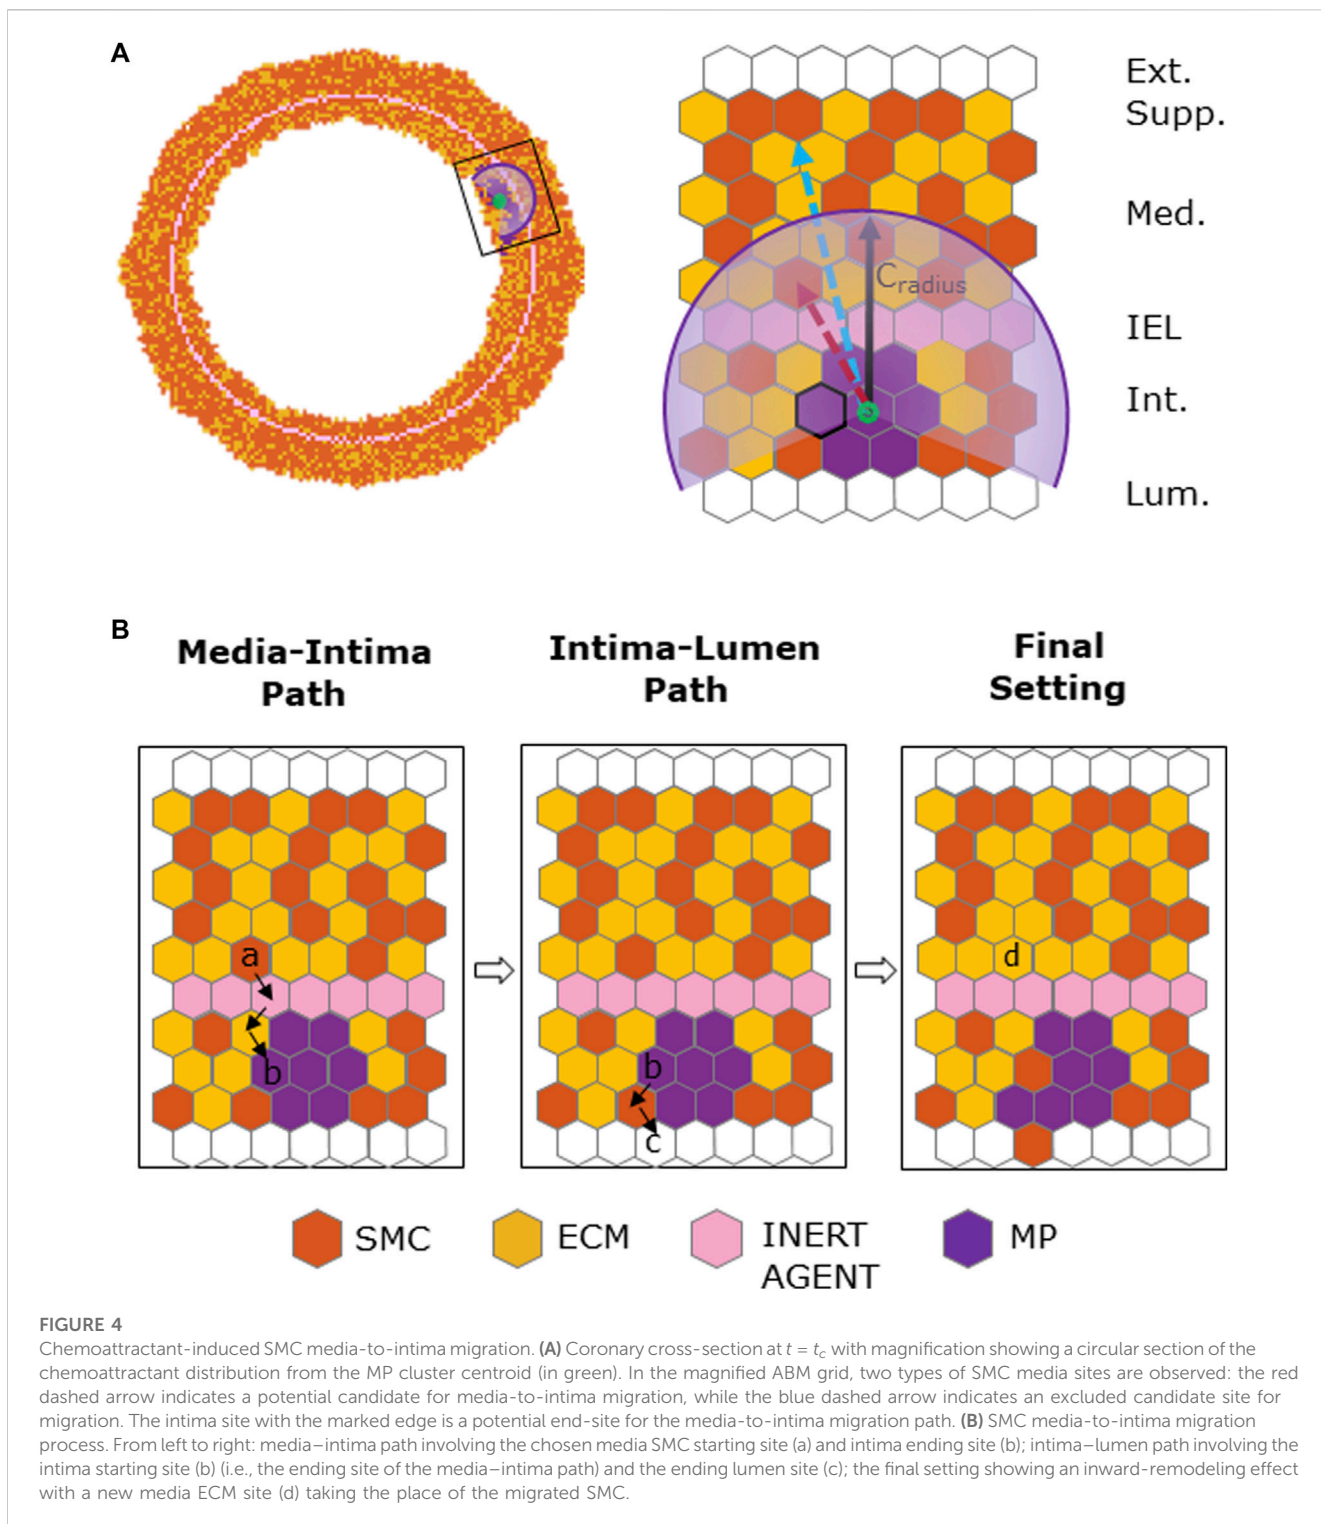 A
Ext.
Supp.
Med.
C radius
IEL
Int.
Lum.
B
Media-Intima
Path
Intima-Lumen
Path
Final
Setting
a
b
b
c
d
SMC
ECM
INERT
AGENT
MP
FIGURE 4
Chemoattractant-induced SMC media-to-intima migration. (A) Coronary cross-section at t = tc with magnification showing a circular section of the
chemoattractant distribution from the MP cluster centroid (in green). In the magnified ABM grid, two types of SMC media sites are observed: the red
dashed arrow indicates a potential candidate for media-to-intima migration, while the blue dashed arrow indicates an excluded candidate site for
migration. The intima site with the marked edge is a potential end-site for the media-to-intima migration path. (B) SMC media-to-intima migration
process. From left to right: media–intima path involving the chosen media SMC starting site (a) and intima ending site (b); intima–lumen path involving the
intima starting site (b) (i.e., the ending site of the media–intima path) and the ending lumen site (c); the final setting showing an inward-remodeling effect
with a new media ECM site (d) taking the place of the migrated SMC.